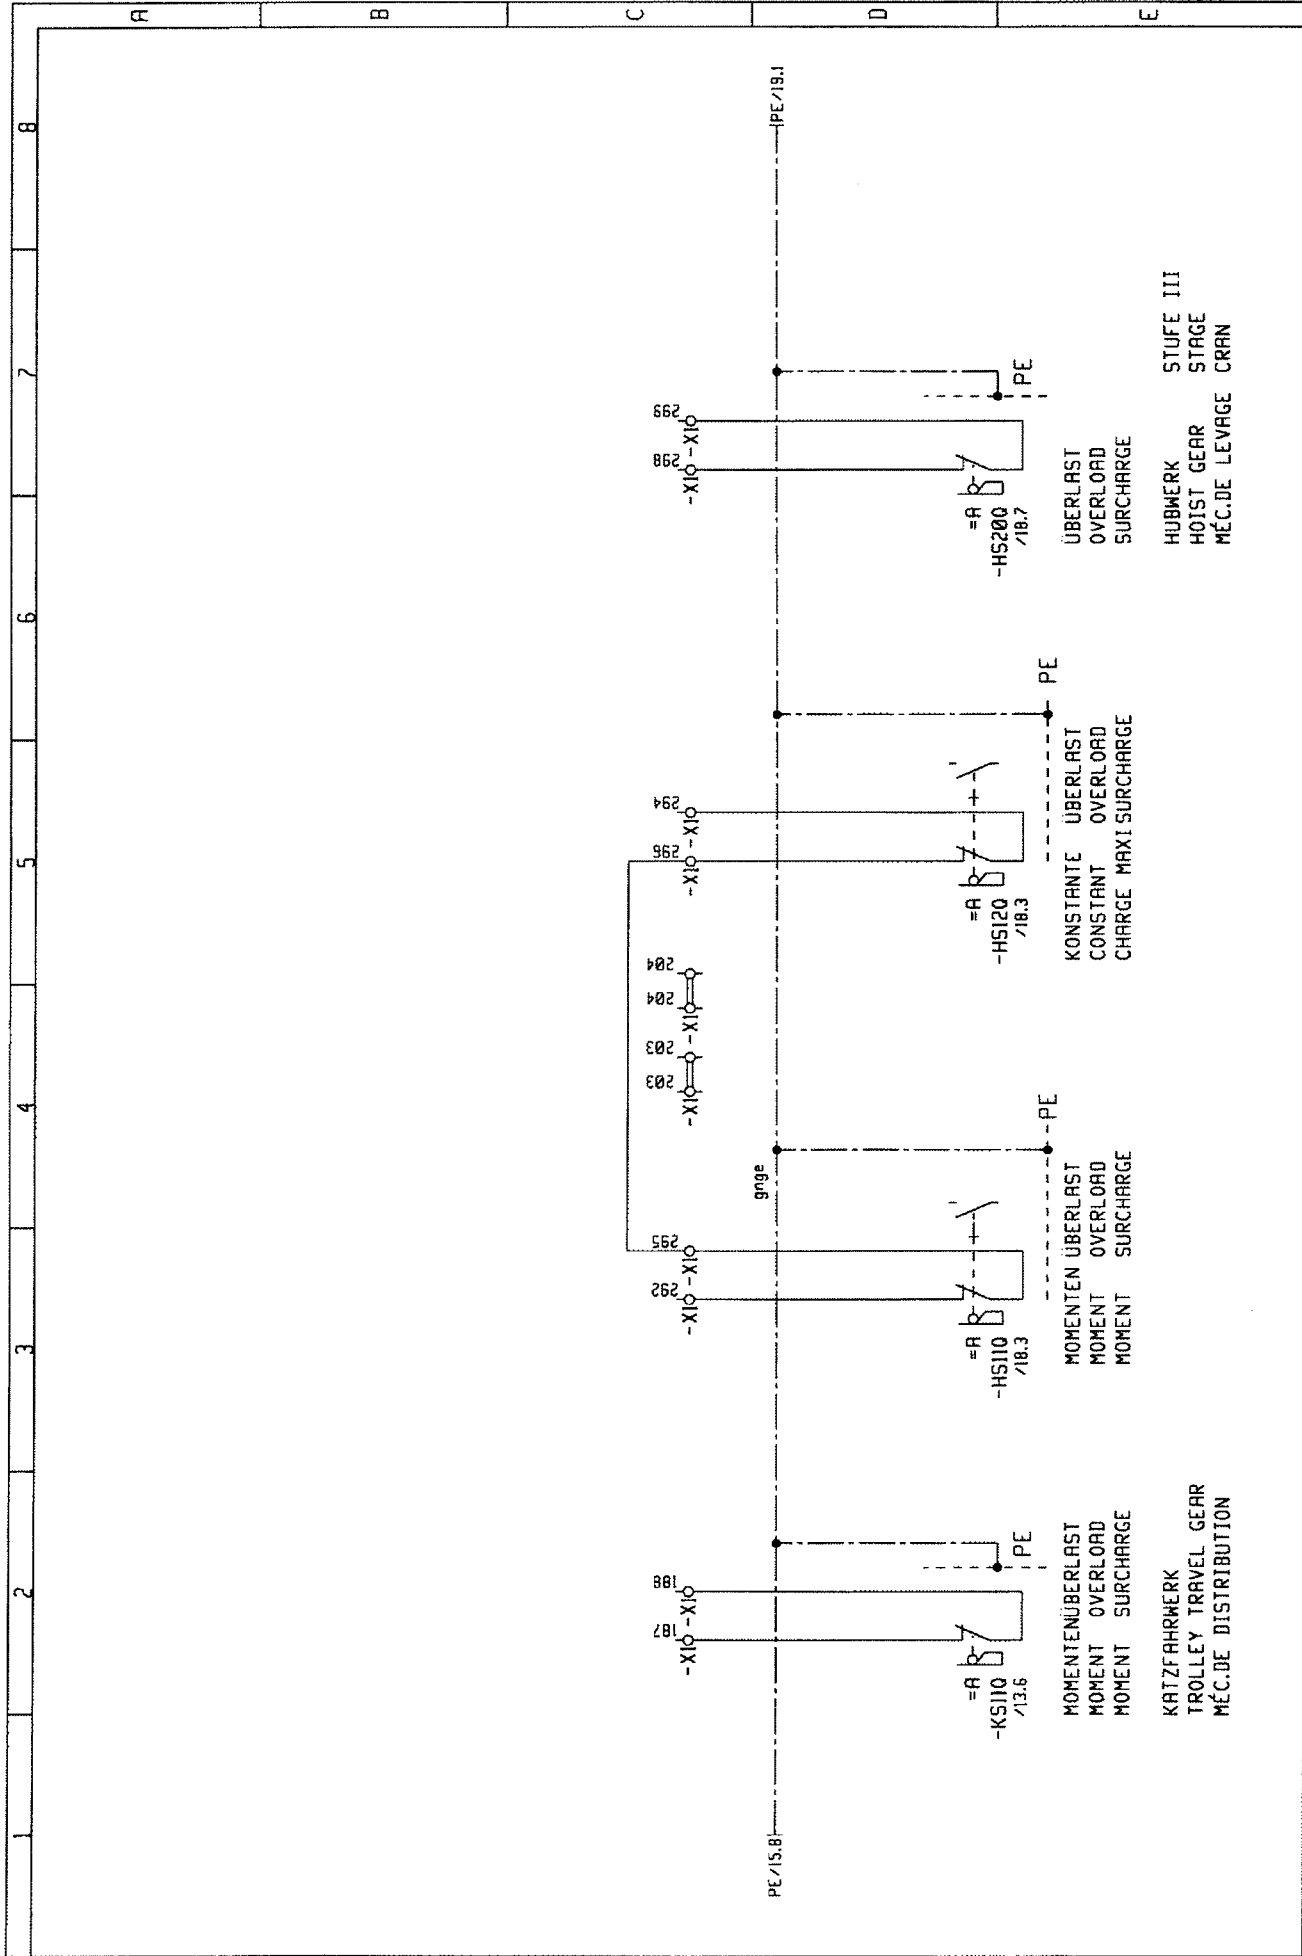 1 2 3 4 5 6 7 8
A
B
C
D
E
187 188 292 295 203 203 204 204 296 294 298 299
-X1 -X1 -X1 -X1 -X1 -X1 -X1 -X1 -X1 -X1
gnge
PE/15.8
PE/19.1
=A
-KS11Q
/13.6
PE
MOMENTENÜBERLAST
MOMENT OVERLOAD
MOMENT SURCHARGE
KATZFAHRWERK
TROLLEY TRAVEL GEAR
MÉC.DE DISTRIBUTION
=A
-HS11Q
/18.3
PE
MOMENTEN ÜBERLAST
MOMENT OVERLOAD
MOMENT SURCHARGE
=A
-HS12Q
/18.3
PE
KONSTANTE ÜBERLAST
CONSTANT OVERLOAD
CHARGE MAXI SURCHARGE
=A
-HS20Q
/18.7
PE
ÜBERLAST
OVERLOAD
SURCHARGE
HUBWERK STUFE III
HOIST GEAR STAGE
MÉC.DE LEVAGE CRAN